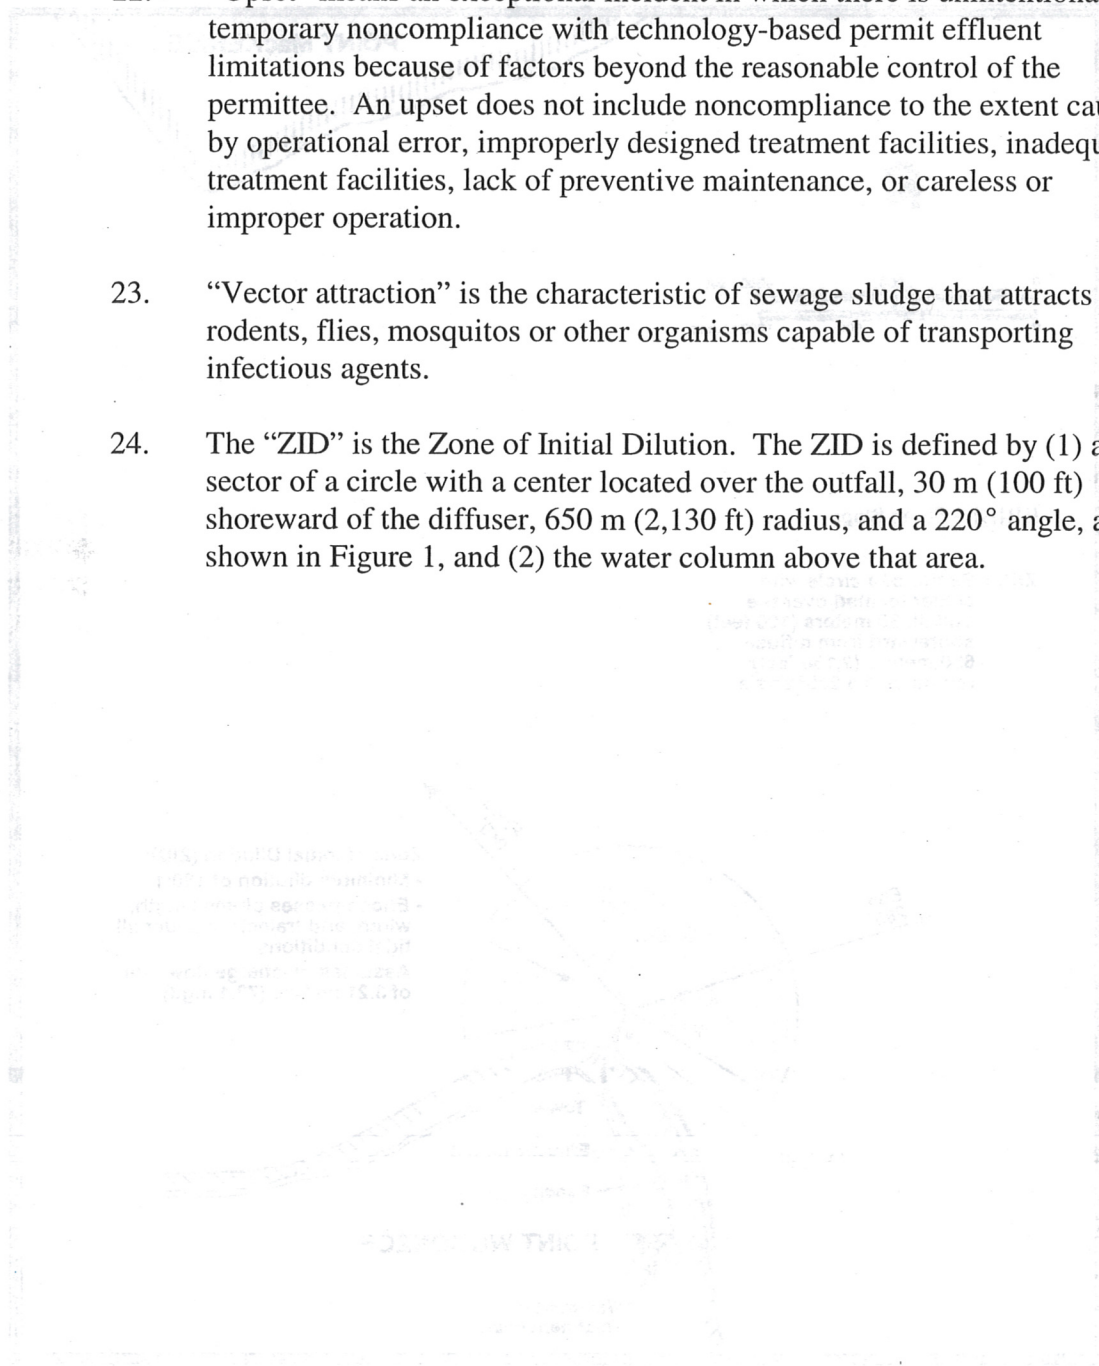 temporary noncompliance with technology-based permit effluent
limitations because of factors beyond the reasonable control of the
permittee. An upset does not include noncompliance to the extent
by operational error, improperly designed treatment facilities,
treatment facilities, lack of preventive maintenance, or careless or
improper operation.
23. “Vector attraction” is the characteristic of sewage sludge that attracts
rodents, flies, mosquitos or other organisms capable of transporting
infectious agents.
24. The “ZID” is the Zone of Initial Dilution. The ZID is defined by (1)
sector of a circle with a center located over the outfall, 30 m (100 ft)
shoreward of the diffuser, 650 m (2,130 ft) radius, and a 220° angle,
shown in Figure 1, and (2) the water column above that area.